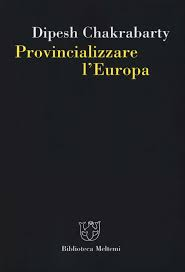 Dipesh Chakrabarty
Provincializzare
l'Europa
Biblioteca Meltemi